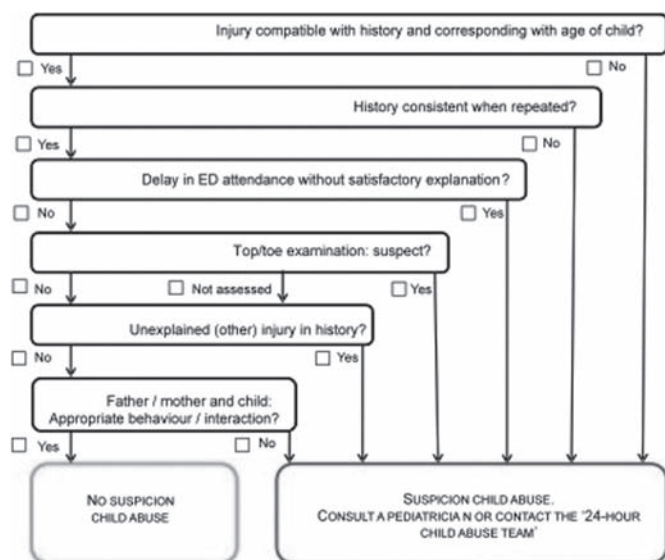 Injury compatible with history and corresponding with age of child?
Yes
No
History consistent when repeated?
Yes
No
Delay in ED attendance without satisfactory explanation?
No
Yes
Top/toe examination: suspect?
No
Not assessed
Yes
Unexplained (other) injury in history?
No
Yes
Father / mother and child:
Appropriate behaviour / interaction?
Yes
No
NO SUSPICION
CHILD ABUSE
SUSPICION CHILD ABUSE.
CONSULT A PEDIATRICIA N OR CONTACT THE '24-HOUR
CHILD ABUSE TEAM'